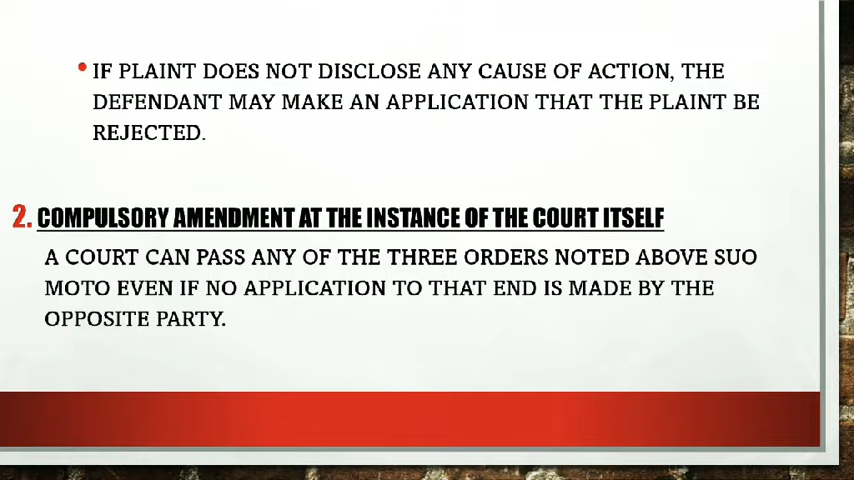 • IF PLAINT DOES NOT DISCLOSE ANY CAUSE OF ACTION, THE
DEFENDANT MAY MAKE AN APPLICATION THAT THE PLAINT BE
REJECTED.
2. COMPULSORY AMENDMENT AT THE INSTANCE OF THE COURT ITSELF
A COURT CAN PASS ANY OF THE THREE ORDERS NOTED ABOVE SUO
MOTO EVEN IF NO APPLICATION TO THAT END IS MADE BY THE
OPPOSITE PARTY.